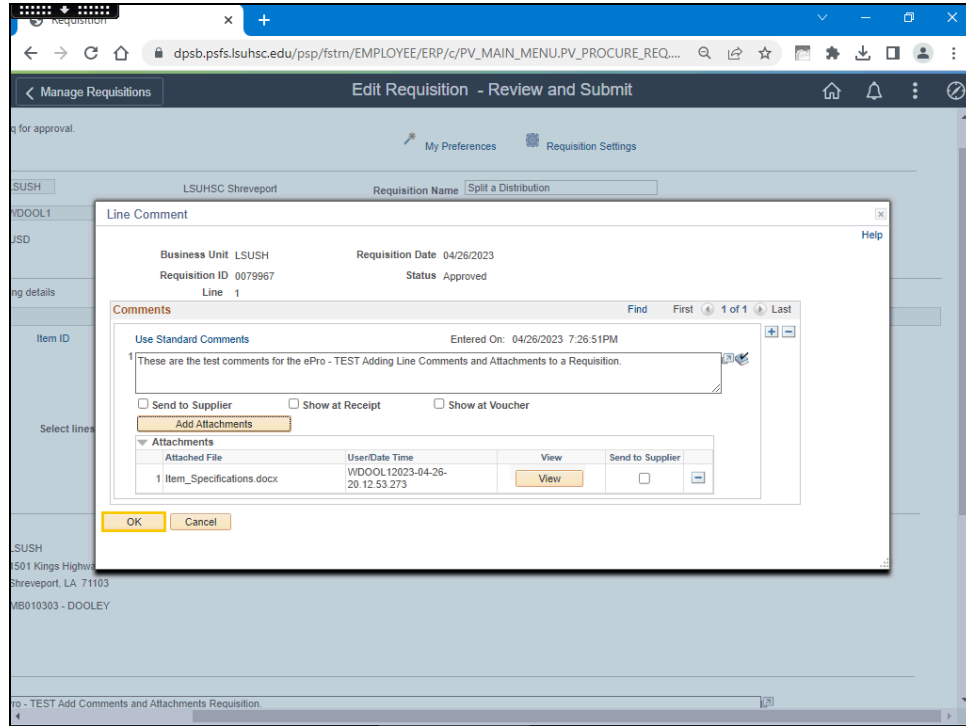 Requisition
dpsb.psfs.lsuhsc.edu/psp/fstrn/EMPLOYEE/ERP/c/PV_MAIN_MENU.PV_PROCURE_REQ....
Manage Requisitions
Edit Requisition - Review and Submit
q for approval.
My Preferences
Requisition Settings
LSUSH
LSUHSC Shreveport
Requisition Name Split a Distribution
WDOOL1
USD
ng details
Item ID
Select lines
Line Comment
Help
Business Unit LSUSH
Requisition Date 04/26/2023
Requisition ID 0079967
Status Approved
Line 1
Comments
Find First 1 of 1 Last
Use Standard Comments
Entered On: 04/26/2023 7:26:51PM
1 These are the test comments for the ePro - TEST Adding Line Comments and Attachments to a Requisition.
Send to Supplier
Show at Receipt
Show at Voucher
Add Attachments
Attachments
Attached File User/Date Time View Send to Supplier
1 Item_Specifications.docx WDOOL12023-04-26-
20.12.53.273 View
OK Cancel
LSUSH
1501 Kings Highwa
Shreveport, LA 71103
MB010303 - DOOLEY
ro - TEST Add Comments and Attachments Requisition.